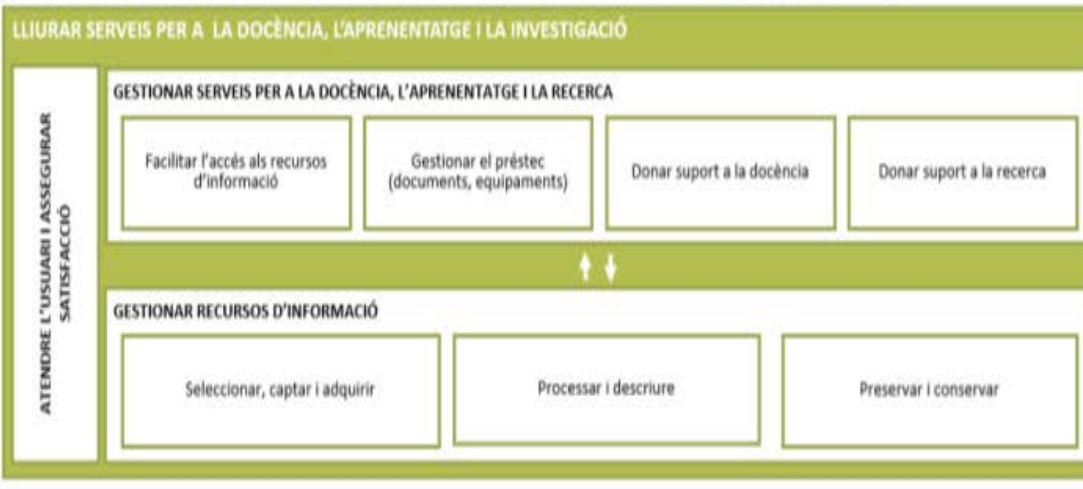 LLIURAR SERVEIS PER A LA DOCÈNCIA, L'APRENENTATGE I LA INVESTIGACIÓ
ATENDRE L'USUARI I ASSEGURAR
SATISFACCIÓ
GESTIONAR SERVEIS PER A LA DOCÈNCIA, L'APRENENTATGE I LA RECERCA
Facilitar l'accés als recursos
d'informació
Gestionar el préstec
(documents, equipaments)
Donar suport a la docència
Donar suport a la recerca
GESTIONAR RECURSOS D'INFORMACIÓ
Seleccionar, captar i adquirir
Processar i descriure
Preservar i conservar